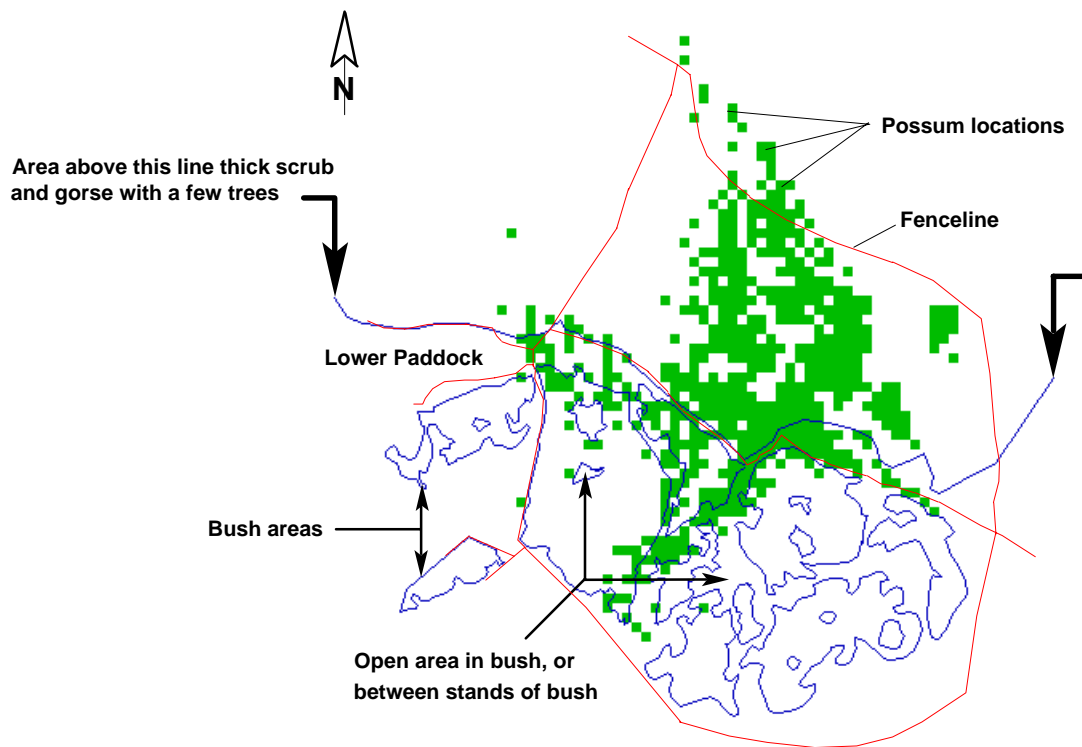 N
Possum locations
Area above this line thick scrub
and gorse with a few trees
Fenceline
Lower Paddock
Bush areas
Open area in bush, or
between stands of bush